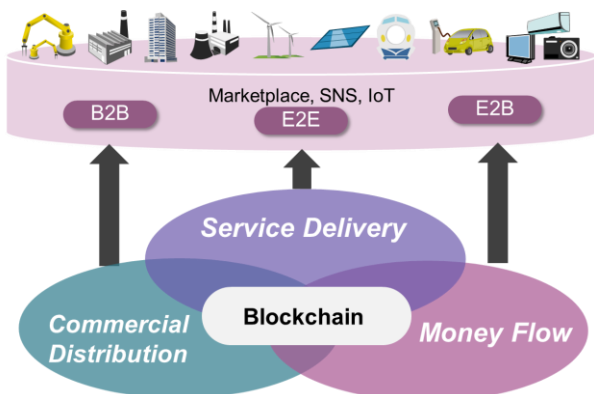 Marketplace, SNS, IoT
B2B
E2E
E2B
Service Delivery
Blockchain
Commercial
Distribution
Money Flow